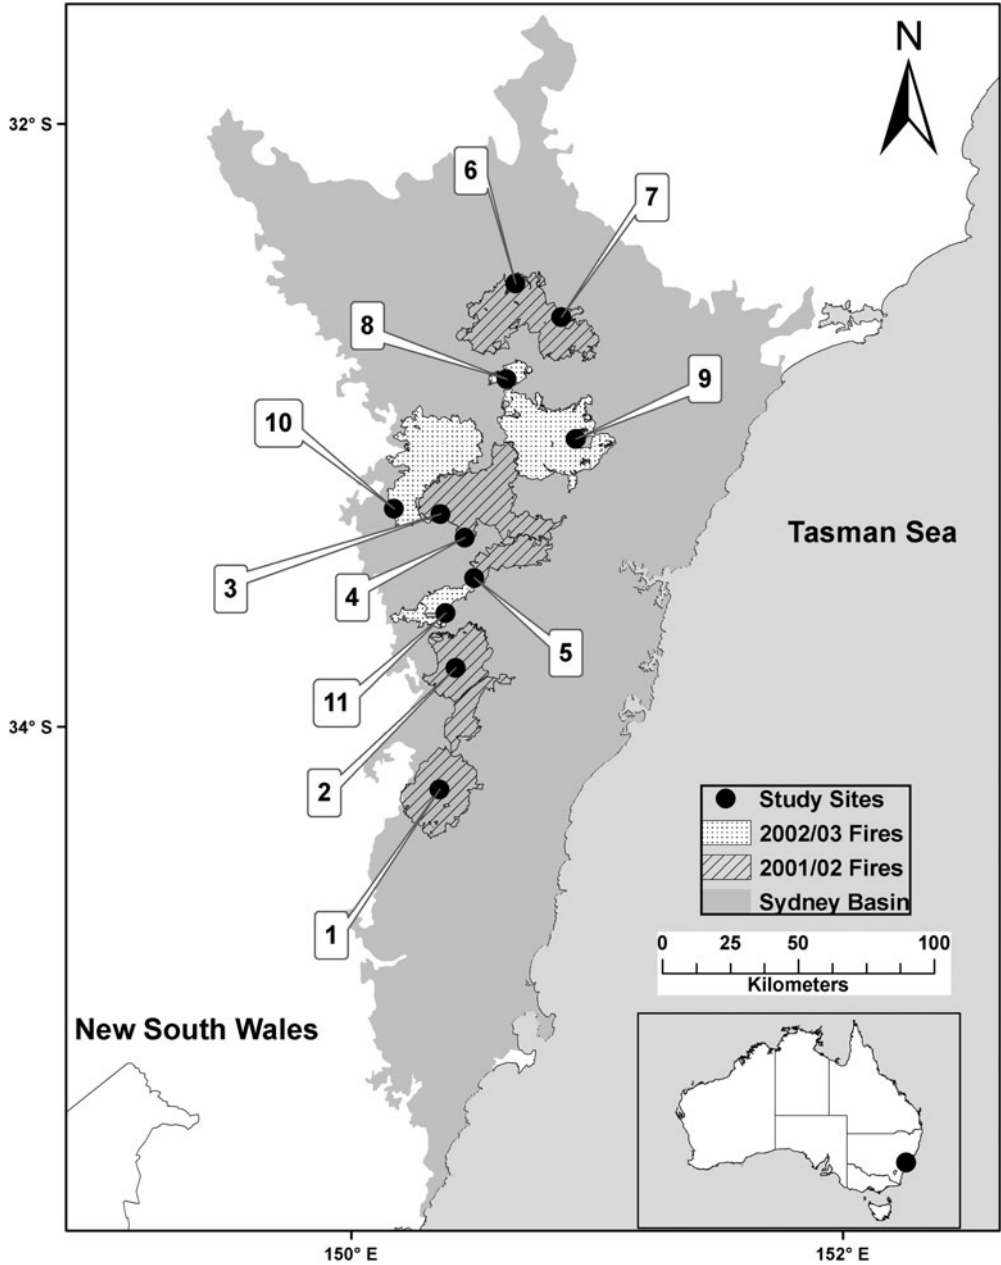 N
32° S
6
7
8
9
10
Tasman Sea
3
4
5
11
34° S
2
Study Sites
2002/03 Fires
2001/02 Fires
Sydney Basin
1
0 25 50 100
Kilometers
New South Wales
150° E
152° E